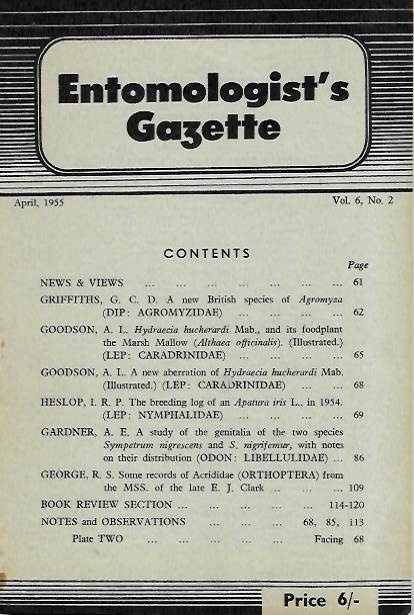 Entomologist's
Gazette
April, 1955 Vol. 6, No. 2
CONTENTS
Page
NEWS & VIEWS ... ... ... ... ... ... ... 61
GRIFFITHS, G. C. D. A new British species of Agromyza
(DIP: AGROMYZIDAE) ... ... ... ... 62
GOODSON, A. L. Hydraecia hucherardi Mab., and its foodplant
the Marsh Mallow (Althaea officinalis). (Illustrated.)
(LEP: CARADRINIDAE) ... ... ... ... 65
GOODSON, A. L. A new aberration of Hydraecia hucherardi Mab.
(Illustrated.) (LEP: CARADRINIDAE) ... ... ... 68
HESLOP, I. R. P. The breeding log of an Apatura iris L., in 1954.
(LEP: NYMPHALIDAE) ... ... ... ... 69
GARDNER, A. E. A study of the genitalia of the two species
Sympetrum nigrescens and S. nigrifemur, with notes
on their distribution (ODON: LIBELLULIDAE) ... 86
GEORGE, R. S. Some records of Acrididae (ORTHOPTERA) from
the MSS. of the late E. J. Clark ... ... ... 109
BOOK REVIEW SECTION ... ... ... ... ... 114-120
NOTES and OBSERVATIONS ... ... ... 68, 85, 113
Plate TWO ... ... ... ... ... Facing 68
Price 6/-